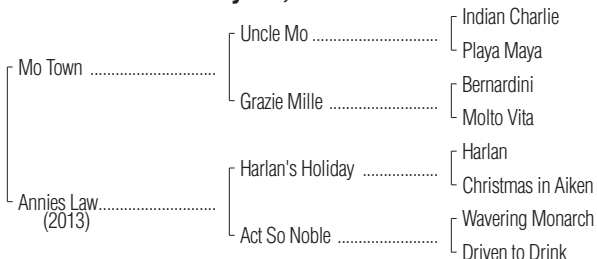 Indian Charlie
Uncle Mo
Playa Maya
Mo Town
Bernardini
Grazie Mille
Molto Vita
Harlan
Harlan's Holiday
Christmas in Aiken
Annies Law
(2013)
Wavering Monarch
Act So Noble
Driven to Drink